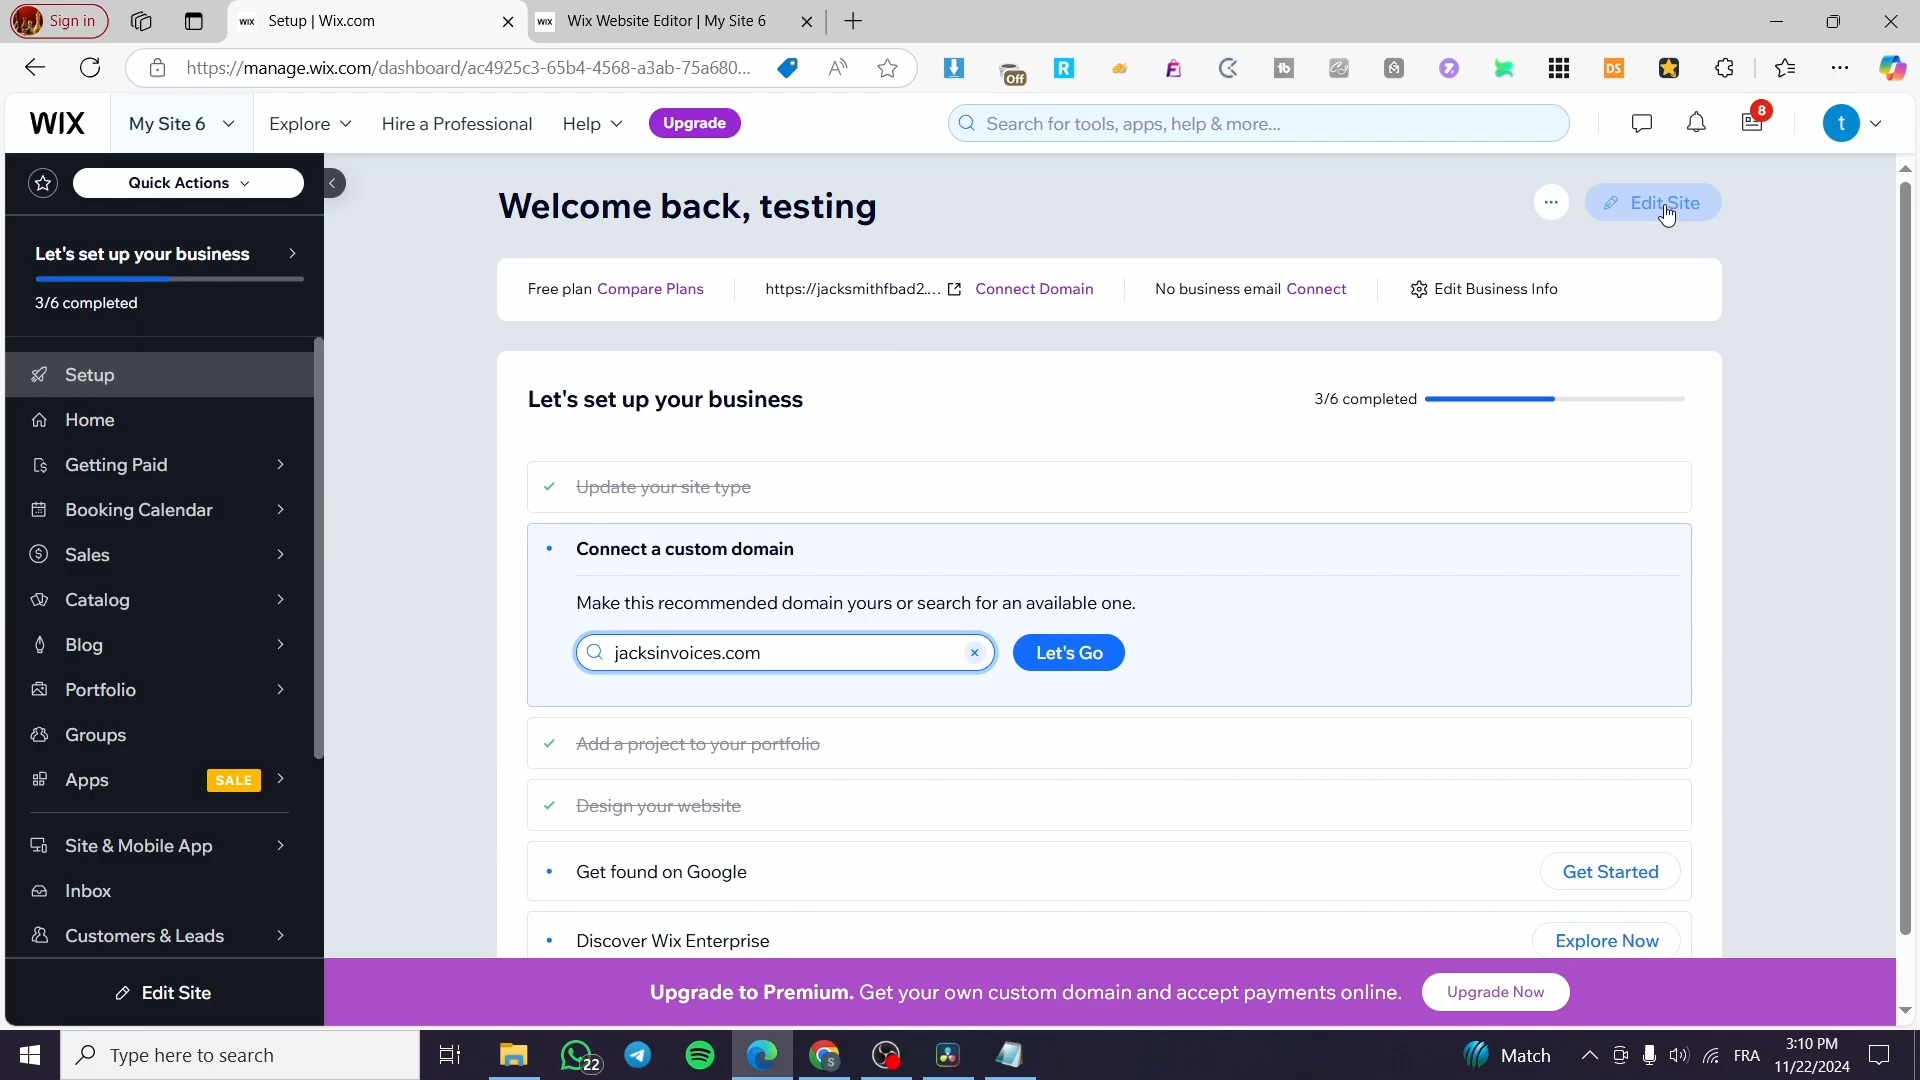 Sign in
WIX Setup | Wix.com
WIX Wix Website Editor | My Site 6
https://manage.wix.com/dashboard/ac4925c3-65b4-4568-a3ab-75a680...
Off
R
tb
DS
WIX
My Site 6
Explore
Hire a Professional
Help
Upgrade
Search for tools, apps, help & more...
8
t
Quick Actions
Let's set up your business
3/6 completed
Setup
Home
Getting Paid
Booking Calendar
Sales
Catalog
Blog
Portfolio
Groups
Apps SALE
Site & Mobile App
Inbox
Customers & Leads
Edit Site
Welcome back, testing
Edit Site
Free plan Compare Plans
https://jacksmithfbad2.... Connect Domain
No business email Connect
Edit Business Info
Let's set up your business
3/6 completed
Update your site type
Connect a custom domain
Make this recommended domain yours or search for an available one.
jacksinvoices.com
Let's Go
Add a project to your portfolio
Design your website
Get found on Google
Get Started
Discover Wix Enterprise
Explore Now
Upgrade to Premium. Get your own custom domain and accept payments online.
Upgrade Now
Type here to search
22
S
Match
FRA
3:10 PM
11/22/2024